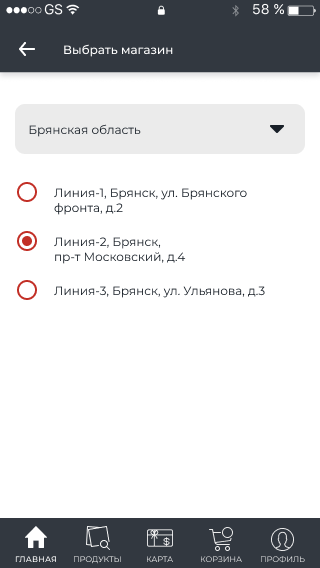 GS 58 %
Выбрать магазин
Брянская область
Линия-1, Брянск, ул. Брянского
фронта, д.2
Линия-2, Брянск,
пр-т Московский, д.4
Линия-3, Брянск, ул. Ульянова, д.3
ГЛАВНАЯ ПРОДУКТЫ КАРТА КОРЗИНА ПРОФИЛЬ